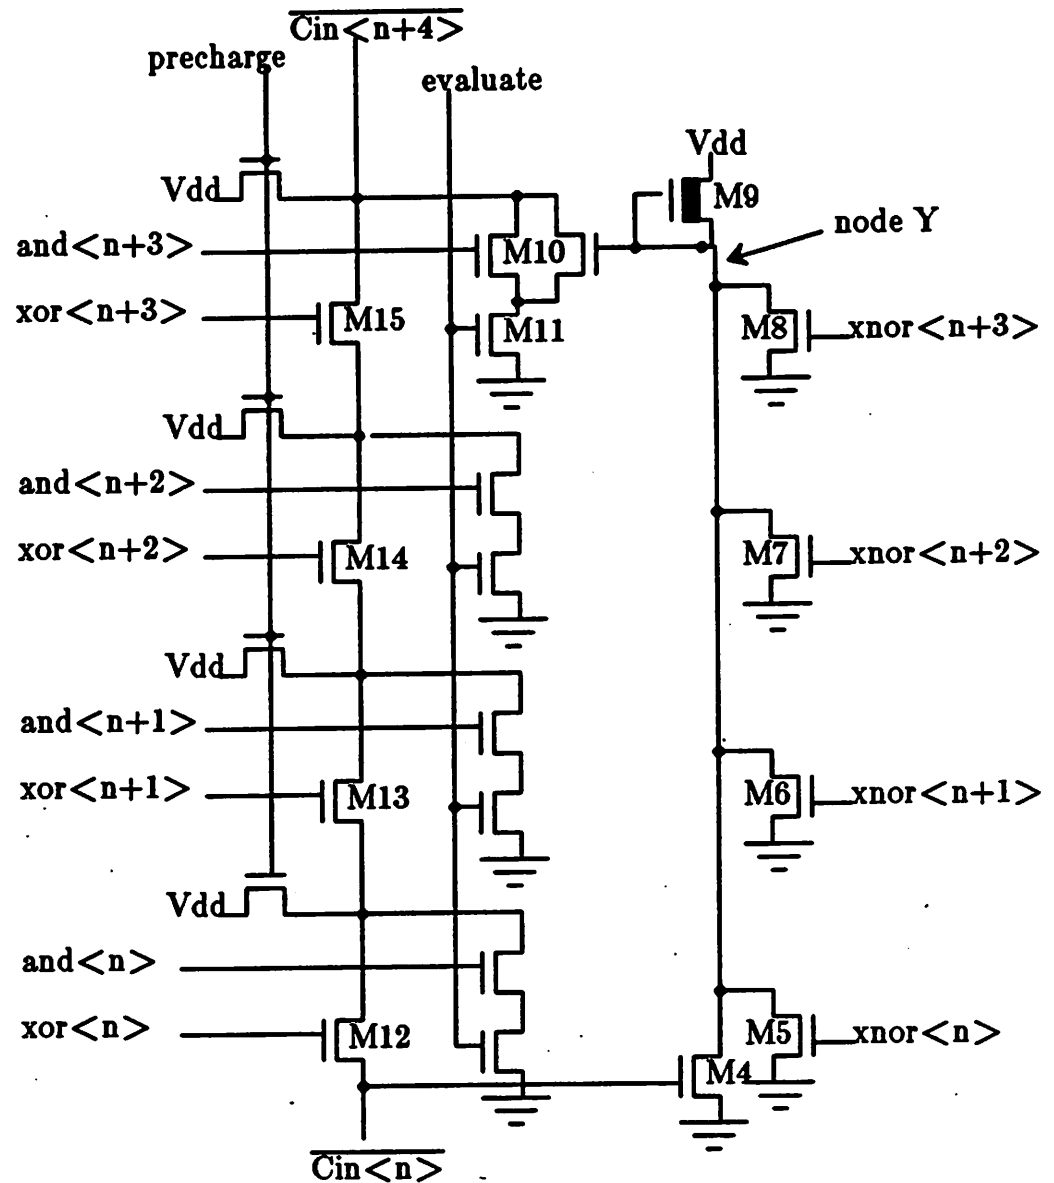 Cin<n+4>
precharge
evaluate
Vdd
Vdd
M9
node Y
and<n+3>
M10
xor<n+3>
M15
M11
M8
xnor<n+3>
Vdd
and<n+2>
xor<n+2>
M14
M7
xnor<n+2>
Vdd
and<n+1>
xor<n+1>
M13
M6
xnor<n+1>
Vdd
and<n>
xor<n>
M12
M5
xnor<n>
M4
Cin<n>